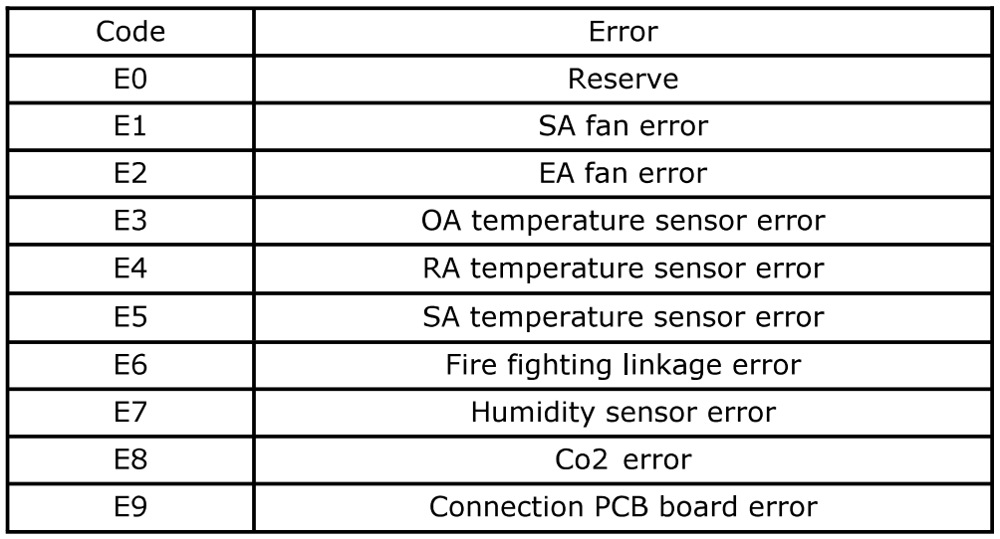 Code Error
E0 Reserve
E1 SA fan error
E2 EA fan error
E3 OA temperature sensor error
E4 RA temperature sensor error
E5 SA temperature sensor error
E6 Fire fighting linkage error
E7 Humidity sensor error
E8 Co2 error
E9 Connection PCB board error